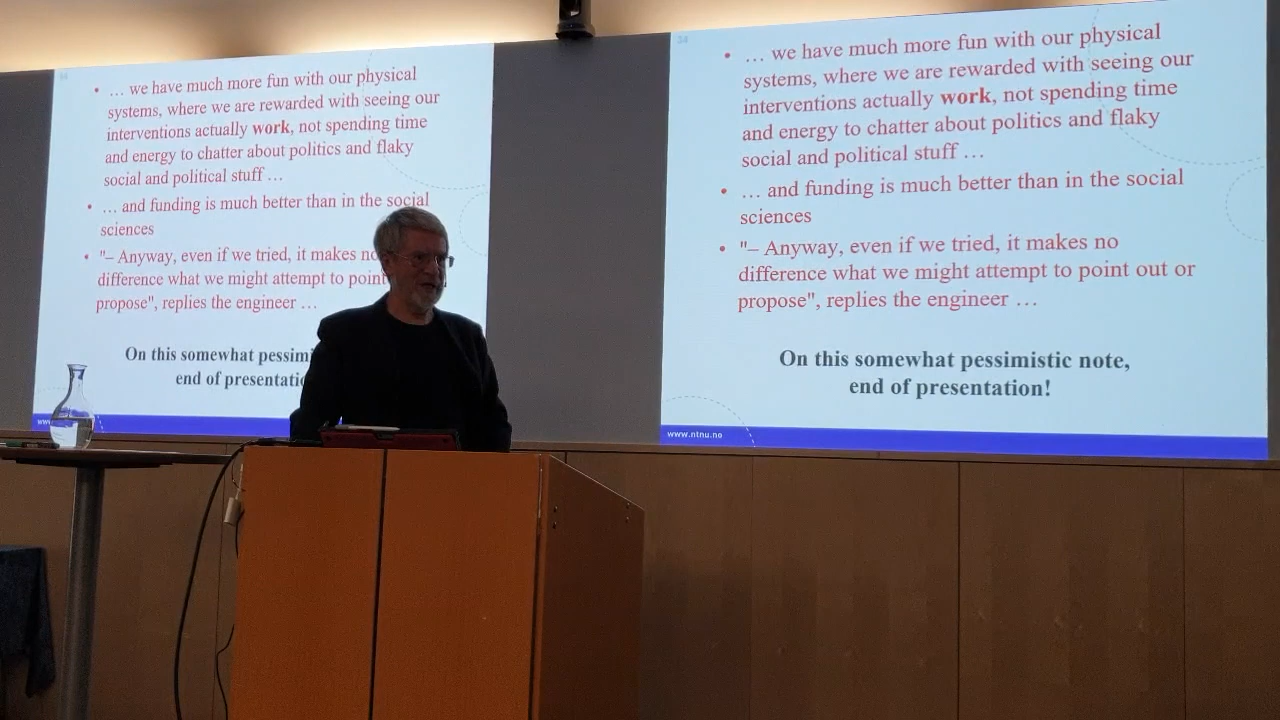 • … we have much more fun with our physical
systems, where we are rewarded with seeing our
interventions actually work, not spending time
and energy to chatter about politics and flaky
social and political stuff …
• … and funding is much better than in the social
sciences
• "– Anyway, even if we tried, it makes no
difference what we might attempt to point
propose", replies the engineer …
On this somewhat pessimi
end of presentatio
• … we have much more fun with our physical
systems, where we are rewarded with seeing our
interventions actually work, not spending time
and energy to chatter about politics and flaky
social and political stuff …
• … and funding is much better than in the social
sciences
• "– Anyway, even if we tried, it makes no
difference what we might attempt to point out or
propose", replies the engineer …
On this somewhat pessimistic note,
end of presentation!
www.ntnu.no